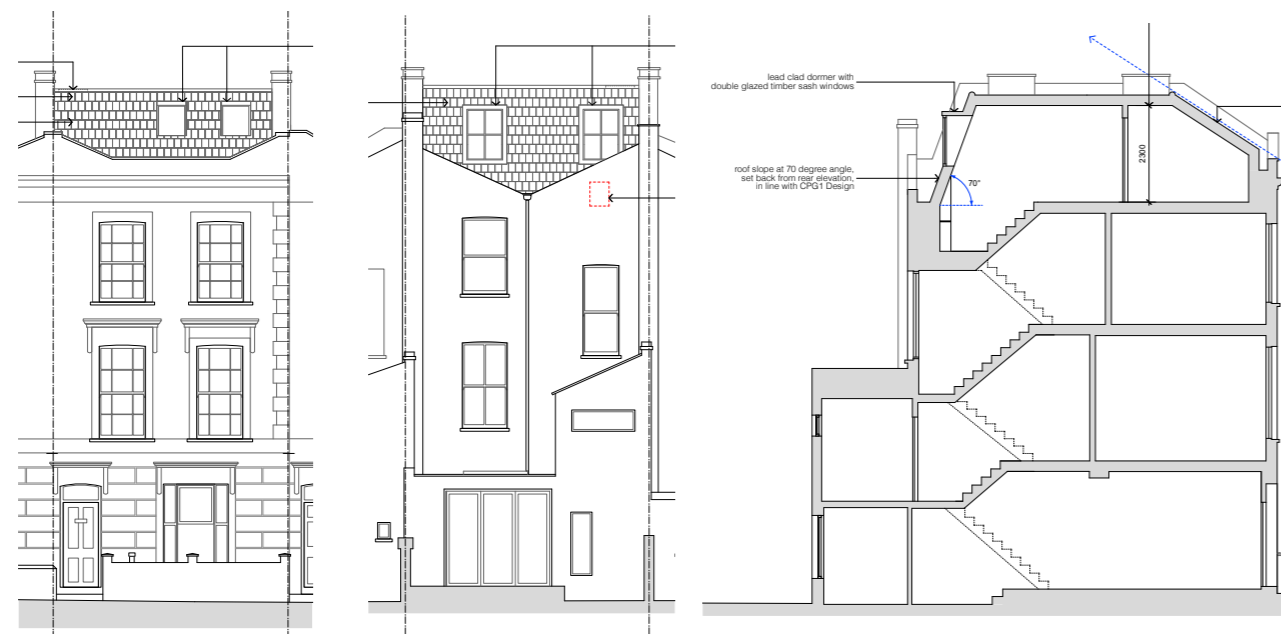 lead clad dormer with
double glazed timber sash windows
roof slope at 70 degree angle,
set back from rear elevation,
in line with CPG1 Design
70°
2300